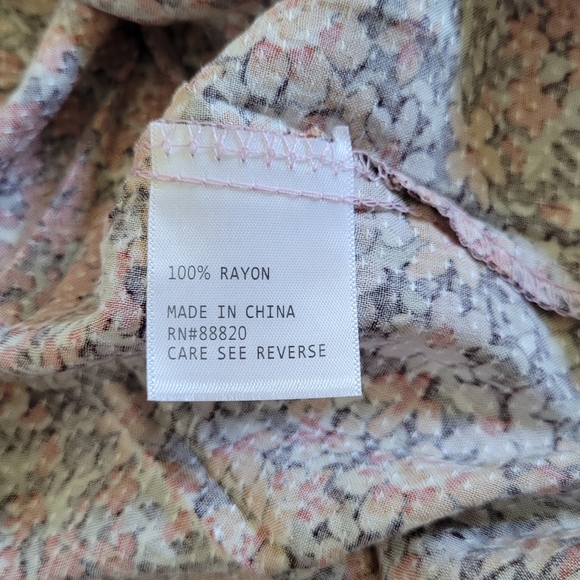 100% RAYON
MADE IN CHINA
RN#88820
CARE SEE REVERSE